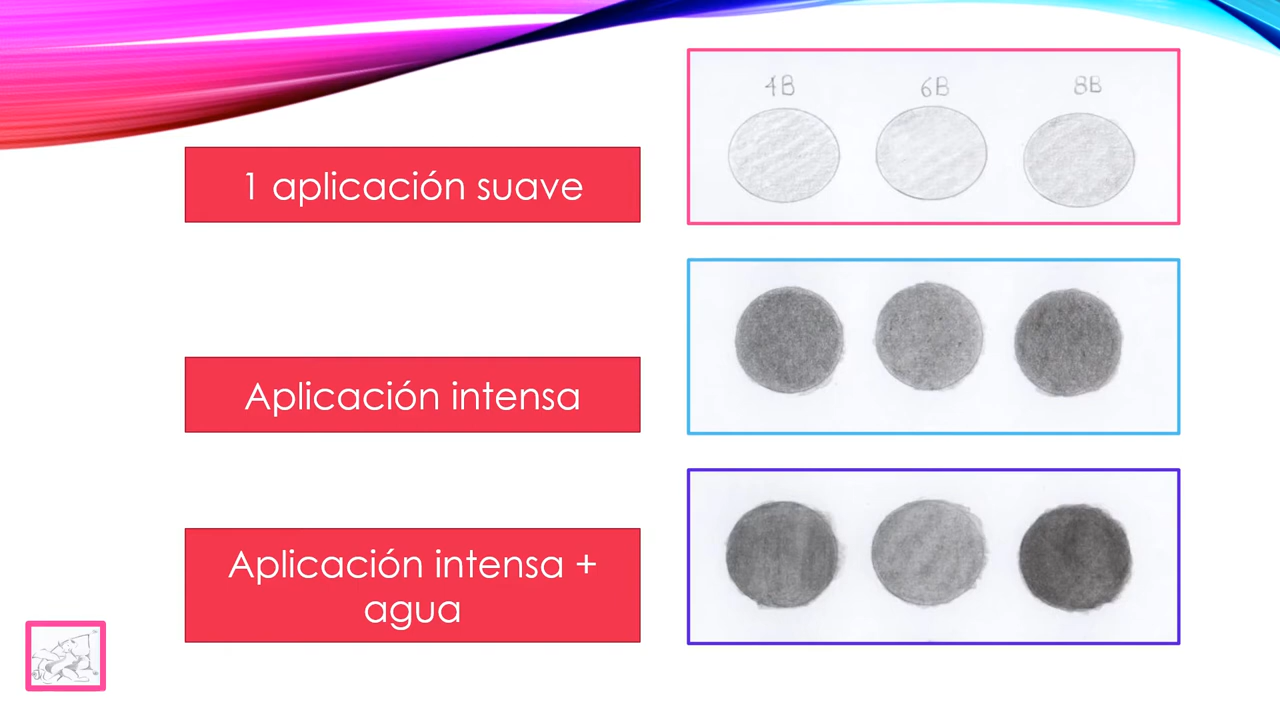 4B 6B 8B
1 aplicación suave
Aplicación intensa
Aplicación intensa +
agua